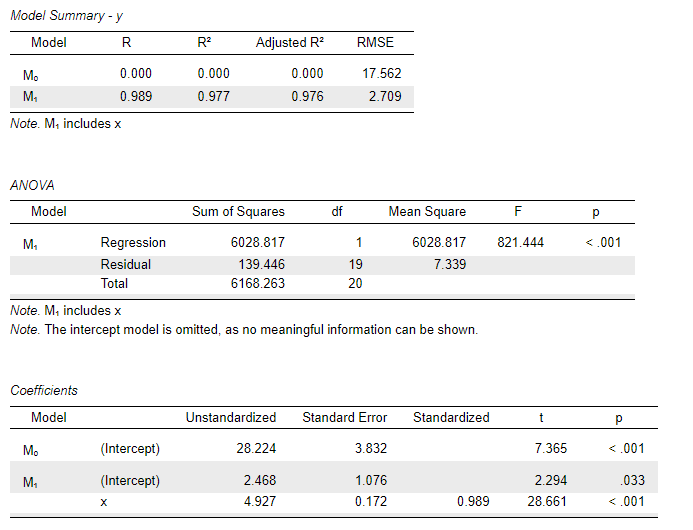 Model Summary - y
Model R R² Adjusted R² RMSE
M₀ 0.000 0.000 0.000 17.562
M₁ 0.989 0.977 0.976 2.709
Note. M₁ includes x
ANOVA
Model Sum of Squares df Mean Square F p
M₁ Regression 6028.817 1 6028.817 821.444 < .001
Residual 139.446 19 7.339
Total 6168.263 20
Note. M₁ includes x
Note. The intercept model is omitted, as no meaningful information can be shown.
Coefficients
Model Unstandardized Standard Error Standardized t p
M₀ (Intercept) 28.224 3.832 7.365 < .001
M₁ (Intercept) 2.468 1.076 2.294 .033
x 4.927 0.172 0.989 28.661 < .001